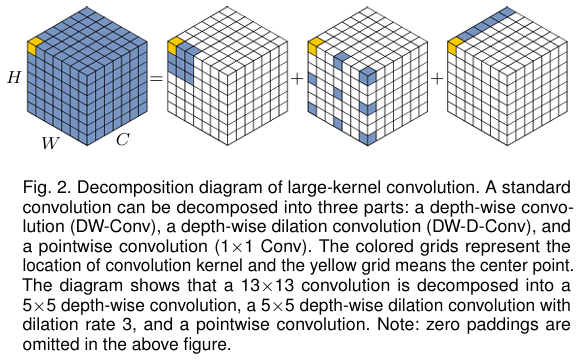 H
=
+
+
W
C
Fig. 2. Decomposition diagram of large-kernel convolution. A standard
convolution can be decomposed into three parts: a depth-wise convo-
lution (DW-Conv), a depth-wise dilation convolution (DW-D-Conv), and
a pointwise convolution (1×1 Conv). The colored grids represent the
location of convolution kernel and the yellow grid means the center point.
The diagram shows that a 13×13 convolution is decomposed into a
5×5 depth-wise convolution, a 5×5 depth-wise dilation convolution with
dilation rate 3, and a pointwise convolution. Note: zero paddings are
omitted in the above figure.